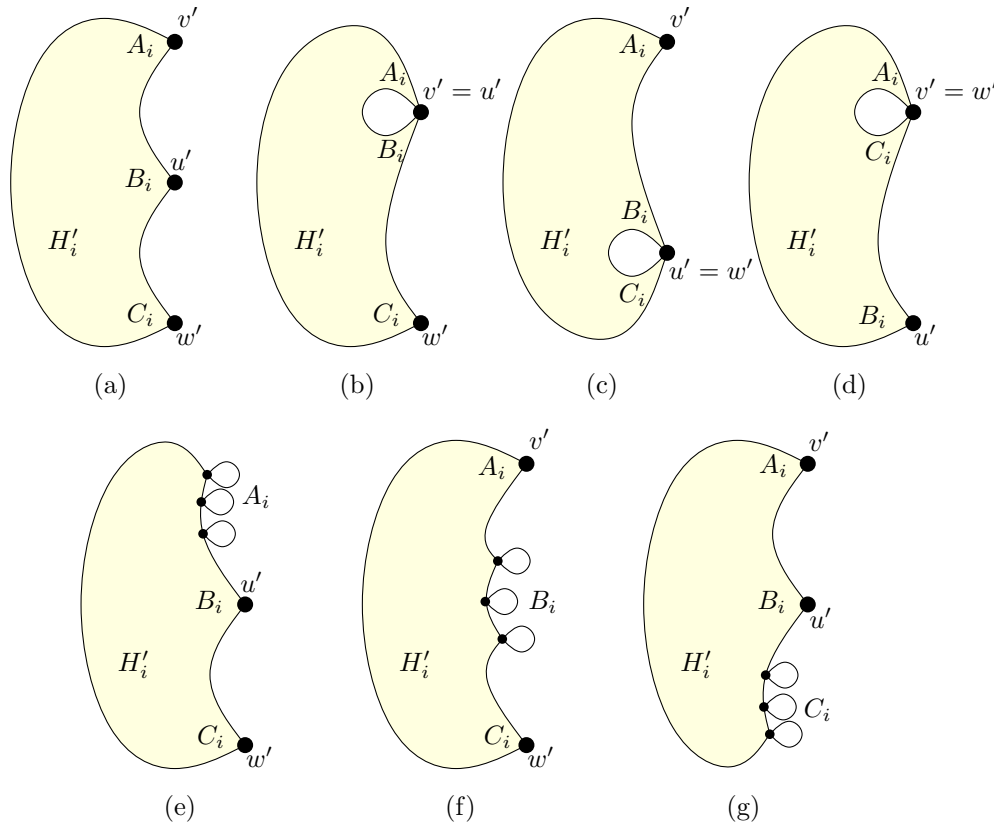 v′
A_i
u′
B_i
H′_i
C_i
w′
(a)
A_i
v′ = u′
B_i
H′_i
C_i
w′
(b)
v′
A_i
B_i
H′_i
u′ = w′
C_i
(c)
A_i
v′ = w′
C_i
H′_i
B_i
u′
(d)
A_i
u′
B_i
H′_i
C_i
w′
(e)
v′
A_i
B_i
H′_i
C_i
w′
(f)
v′
A_i
B_i
u′
H′_i
C_i
(g)